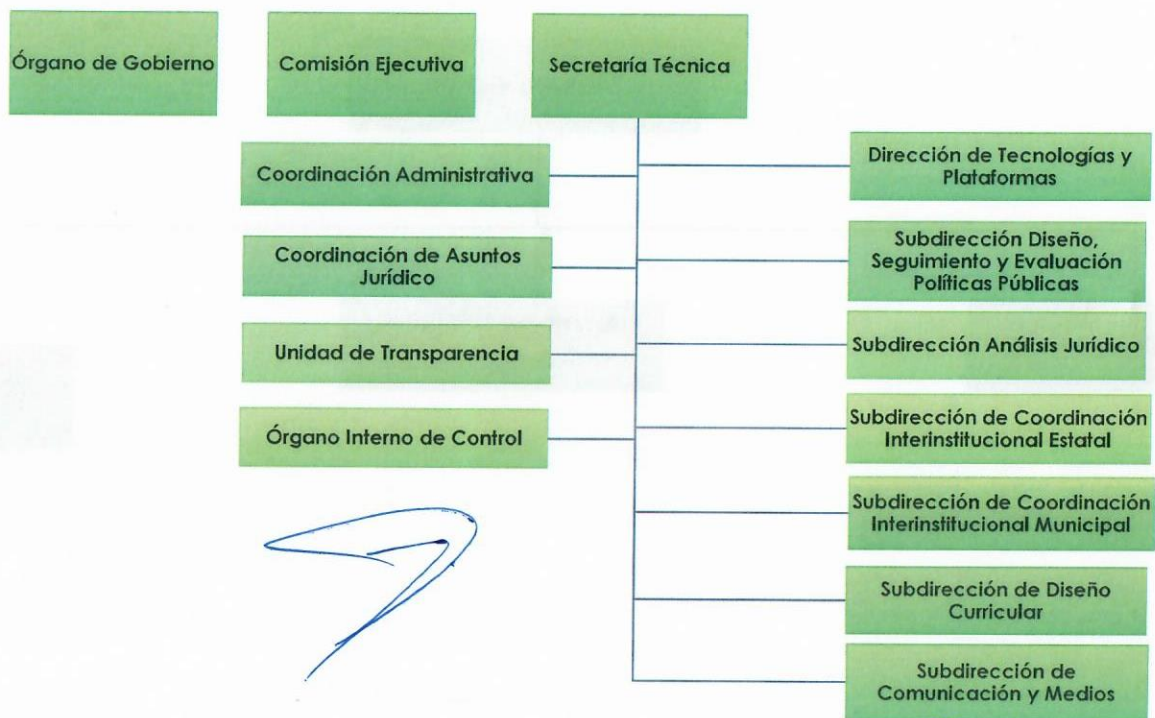 Órgano de Gobierno
Comisión Ejecutiva
Secretaría Técnica
Coordinación Administrativa
Coordinación de Asuntos
Jurídico
Unidad de Transparencia
Órgano Interno de Control
Dirección de Tecnologías y
Plataformas
Subdirección Diseño,
Seguimiento y Evaluación
Políticas Públicas
Subdirección Análisis Jurídico
Subdirección de Coordinación
Interinstitucional Estatal
Subdirección de Coordinación
Interinstitucional Municipal
Subdirección de Diseño
Curricular
Subdirección de
Comunicación y Medios